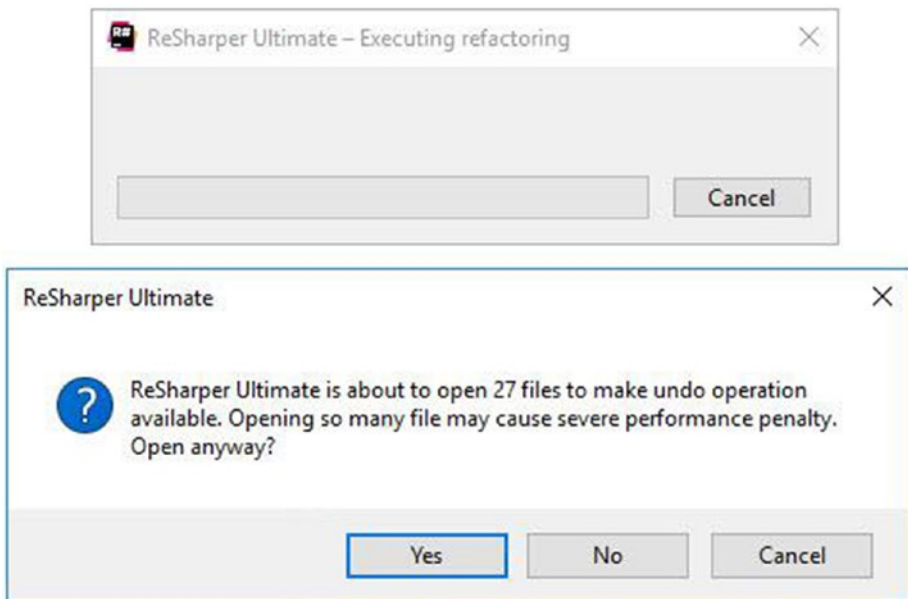 R#
ReSharper Ultimate – Executing refactoring
Cancel
ReSharper Ultimate
?
ReSharper Ultimate is about to open 27 files to make undo operation
available. Opening so many file may cause severe performance penalty.
Open anyway?
Yes No Cancel